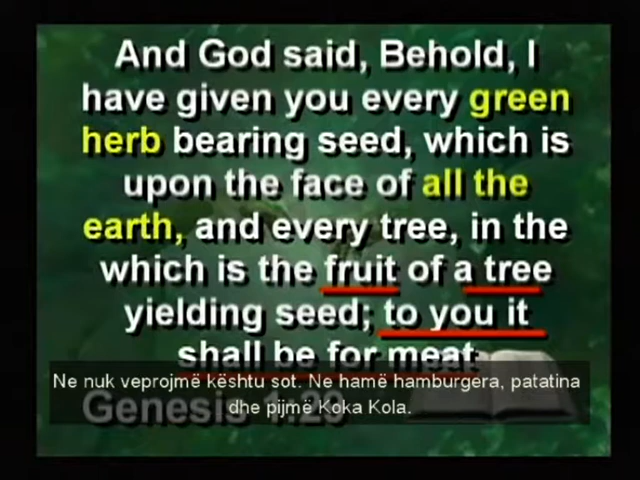 And God said, Behold, I
have given you every green
herb bearing seed, which is
upon the face of all the
earth, and every tree, in the
which is the fruit of a tree
yielding seed; to you it
shall be for meat.
Ne nuk veprojmë kështu sot. Ne hamë hamburgera, patatina
dhe pijmë Koka Kola.
Genesis 1:29